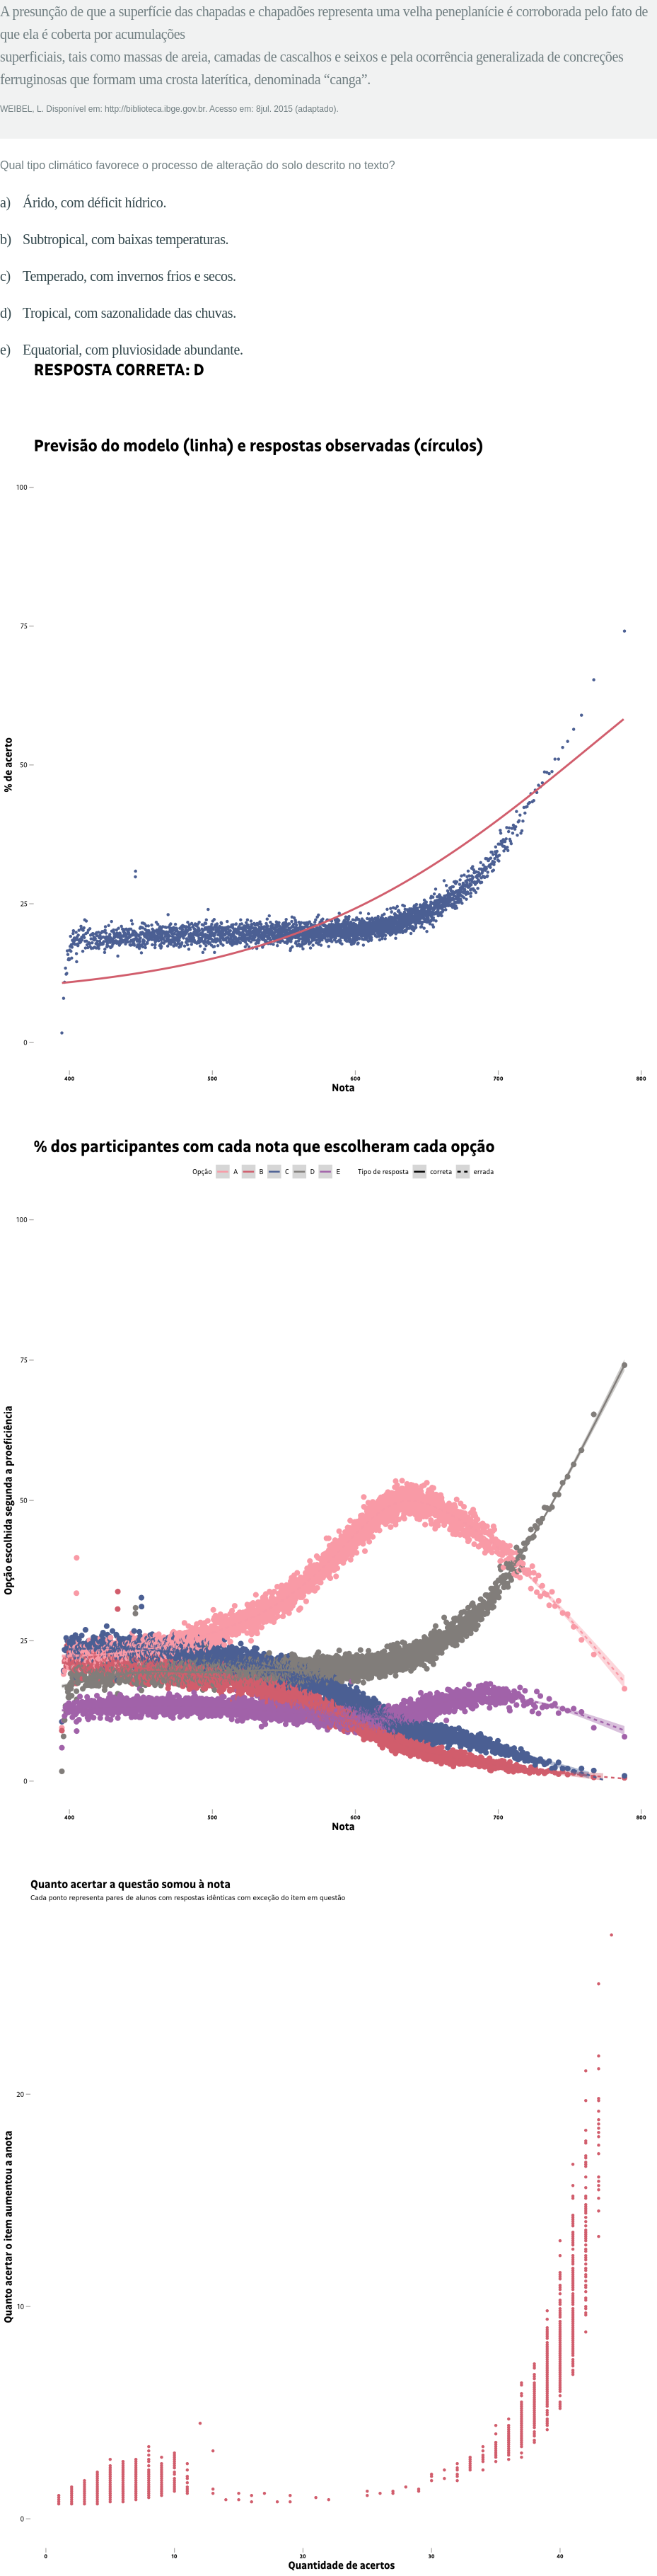 A presunção de que a superfície das chapadas e chapadões representa uma velha peneplanície é corroborada pelo fato de
que ela é coberta por acumulações
superficiais, tais como massas de areia, camadas de cascalhos e seixos e pela ocorrência generalizada de concreções
ferruginosas que formam uma crosta laterítica, denominada “canga”.
WEIBEL, L. Disponível em: http://biblioteca.ibge.gov.br. Acesso em: 8jul. 2015 (adaptado).
Qual tipo climático favorece o processo de alteração do solo descrito no texto?
a) Árido, com déficit hídrico.
b) Subtropical, com baixas temperaturas.
c) Temperado, com invernos frios e secos.
d) Tropical, com sazonalidade das chuvas.
e) Equatorial, com pluviosidade abundante.
RESPOSTA CORRETA: D
Previsão do modelo (linha) e respostas observadas (círculos)
100
75
50
25
0
% de acerto
400 500 600 700 800
Nota
% dos participantes com cada nota que escolheram cada opção
Opção A B C D E Tipo de resposta correta errada
100
75
50
25
0
Opção escolhida segunda a proeficiência
400 500 600 700 800
Nota
Quanto acertar a questão somou à nota
Cada ponto representa pares de alunos com respostas idênticas com exceção do item em questão
20
10
0
Quanto acertar o item aumentou a anota
0 10 20 30 40
Quantidade de acertos